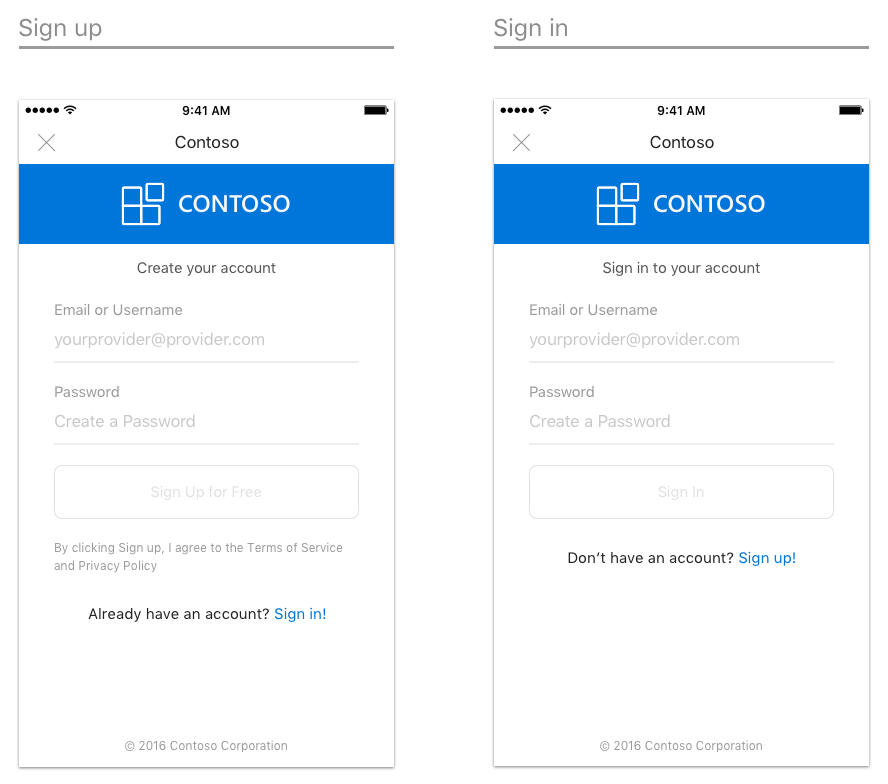 Sign up
9:41 AM
Contoso
CONTOSO
Create your account
Email or Username
yourprovider@provider.com
Password
Create a Password
Sign Up for Free
By clicking Sign up, I agree to the Terms of Service
and Privacy Policy
Already have an account? Sign in!
© 2016 Contoso Corporation
Sign in
9:41 AM
Contoso
CONTOSO
Sign in to your account
Email or Username
yourprovider@provider.com
Password
Create a Password
Sign In
Don’t have an account? Sign up!
© 2016 Contoso Corporation